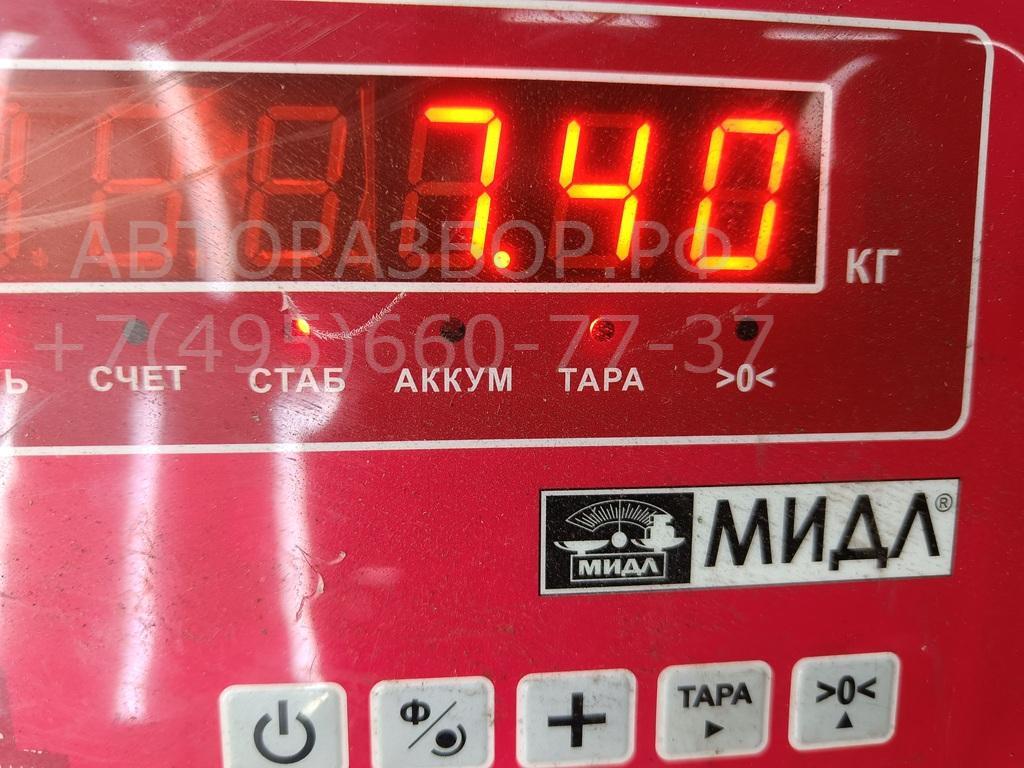 7.40
КГ
АВТОРАЗБОР.РФ
+7(495)660-77-37
Ь СЧЕТ СТАБ АККУМ ТАРА >0<
МИДЛ МИДЛ®
Ф ТАРА >0<